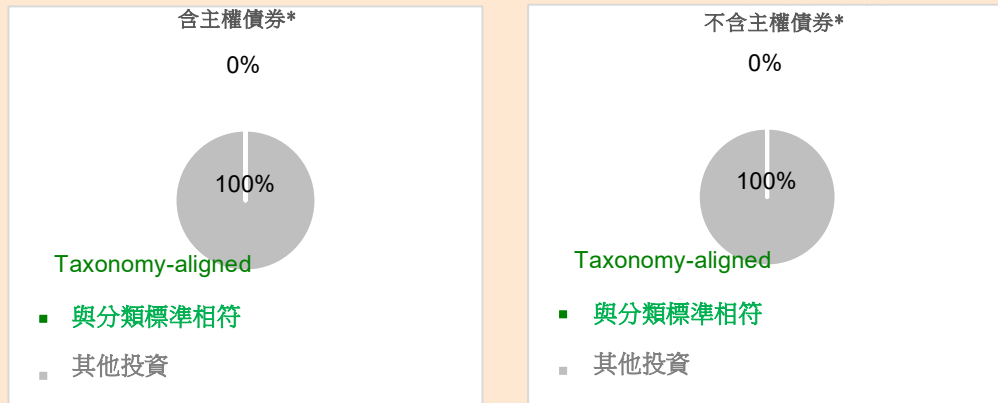 含主權債券*
0%
100%
Taxonomy-aligned
與分類標準相符
其他投資
不含主權債券*
0%
100%
Taxonomy-aligned
與分類標準相符
其他投資